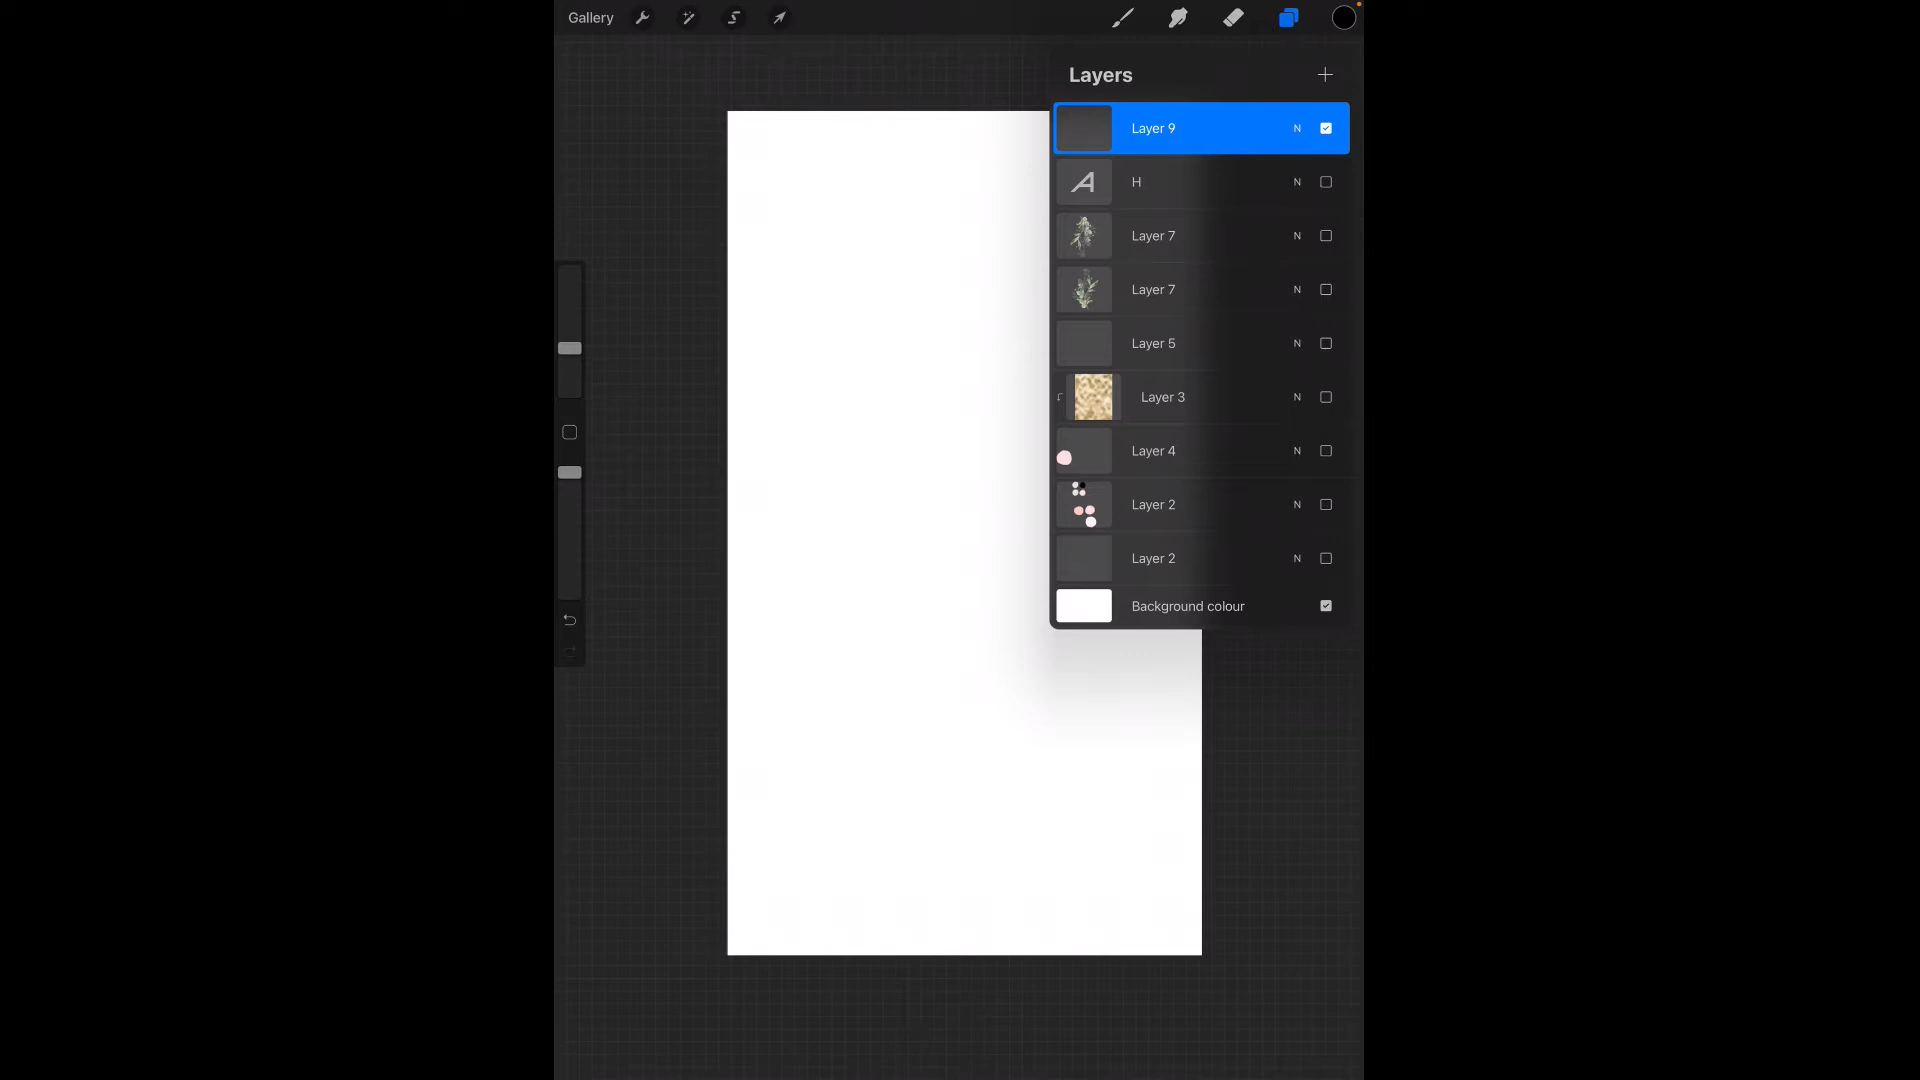 Gallery
Layers
Layer 9 N
H N
Layer 7 N
Layer 7 N
Layer 5 N
Layer 3 N
Layer 4 N
Layer 2 N
Layer 2 N
Background colour